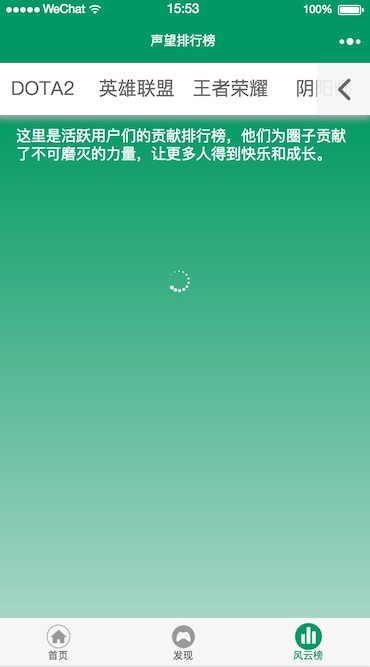 WeChat 15:53 100%
声望排行榜
DOTA2 英雄联盟 王者荣耀 阴阳
这里是活跃用户们的贡献排行榜，他们为圈子贡献
了不可磨灭的力量，让更多人得到快乐和成长。
首页 发现 风云榜